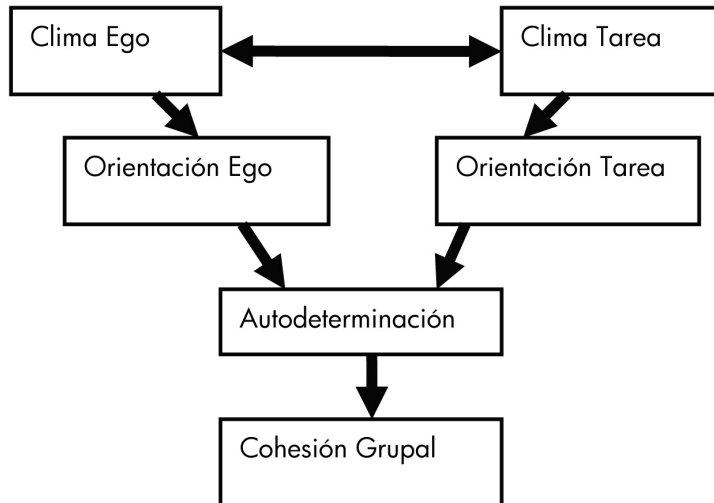 Clima Ego
Clima Tarea
Orientación Ego
Orientación Tarea
Autodeterminación
Cohesión Grupal